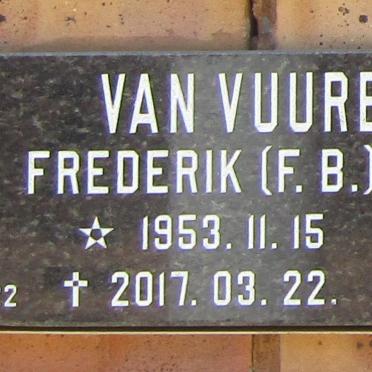 VAN VUURE
FREDERIK (F. B.)
☆ 1953. 11. 15
✝ 2017. 03. 22.